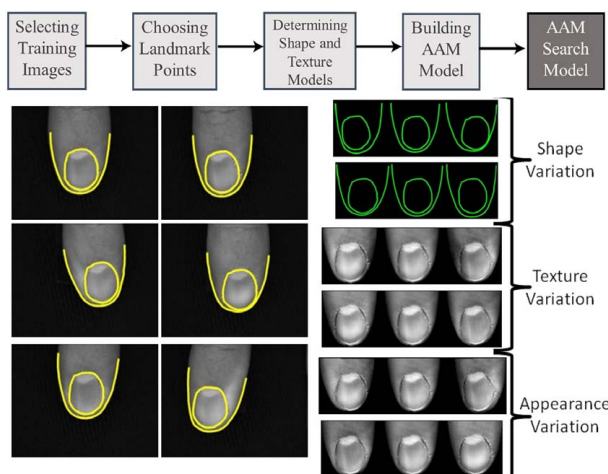 Selecting
Training
Images
Choosing
Landmark
Points
Determining
Shape and
Texture
Models
Building
AAM
Model
AAM
Search
Model
Shape
Variation
Texture
Variation
Appearance
Variation